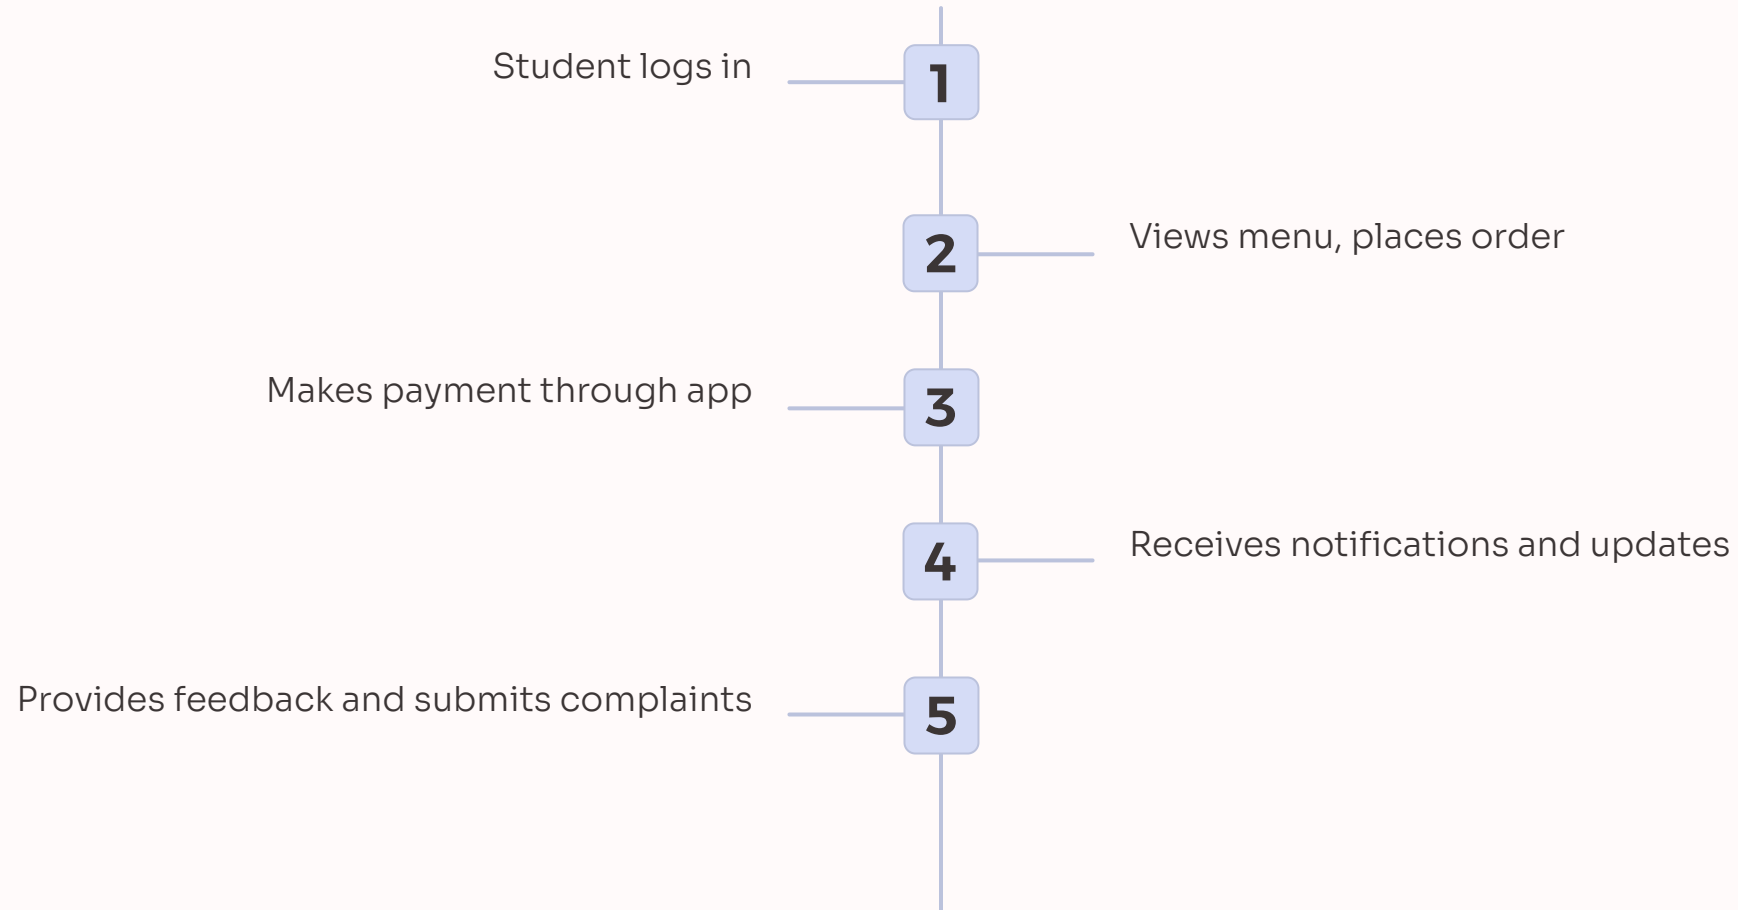 Student logs in
1
2
Views menu, places order
Makes payment through app
3
4
Receives notifications and updates
Provides feedback and submits complaints
5